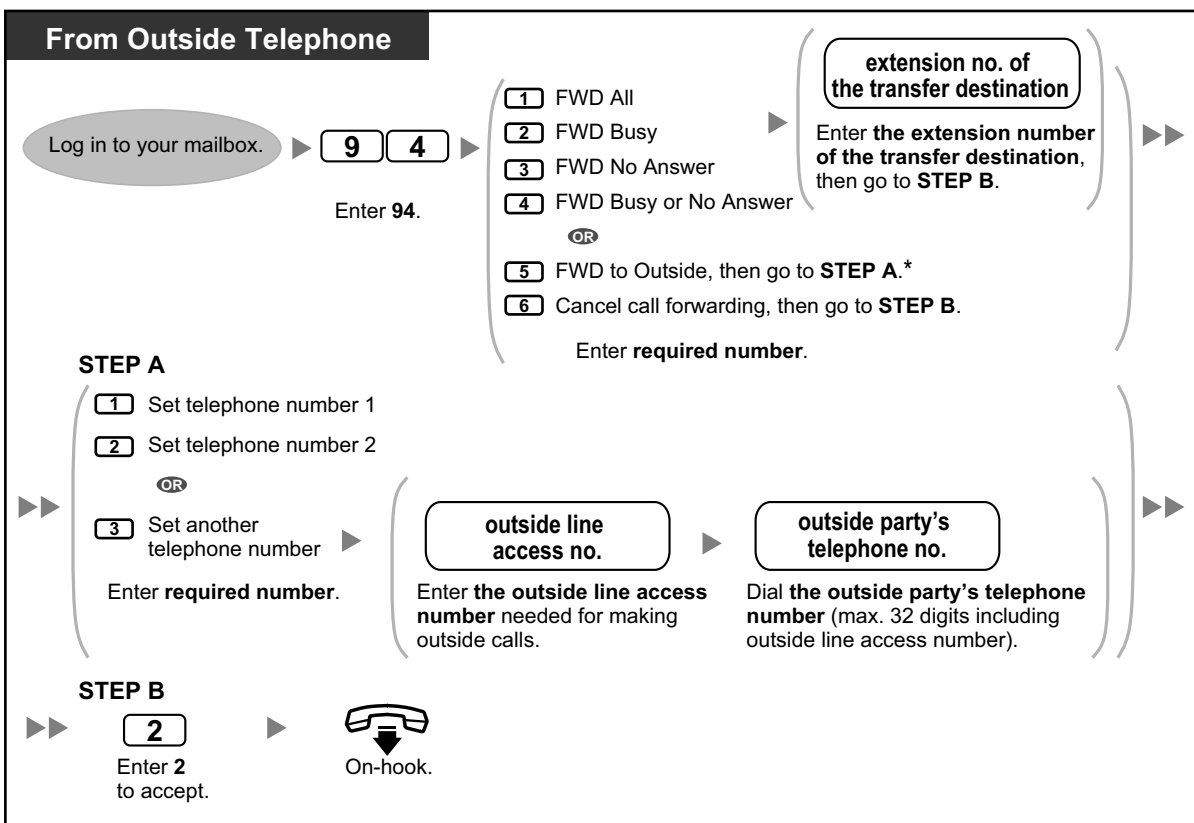 From Outside Telephone
Log in to your mailbox.
9 4
Enter 94.
1 FWD All
2 FWD Busy
3 FWD No Answer
4 FWD Busy or No Answer
OR
5 FWD to Outside, then go to STEP A.*
6 Cancel call forwarding, then go to STEP B.
Enter required number.
extension no. of
the transfer destination
Enter the extension number
of the transfer destination,
then go to STEP B.
STEP A
1 Set telephone number 1
2 Set telephone number 2
OR
3 Set another
telephone number
Enter required number.
outside line
access no.
Enter the outside line access
number needed for making
outside calls.
outside party's
telephone no.
Dial the outside party's telephone
number (max. 32 digits including
outside line access number).
STEP B
2
Enter 2
to accept.
On-hook.